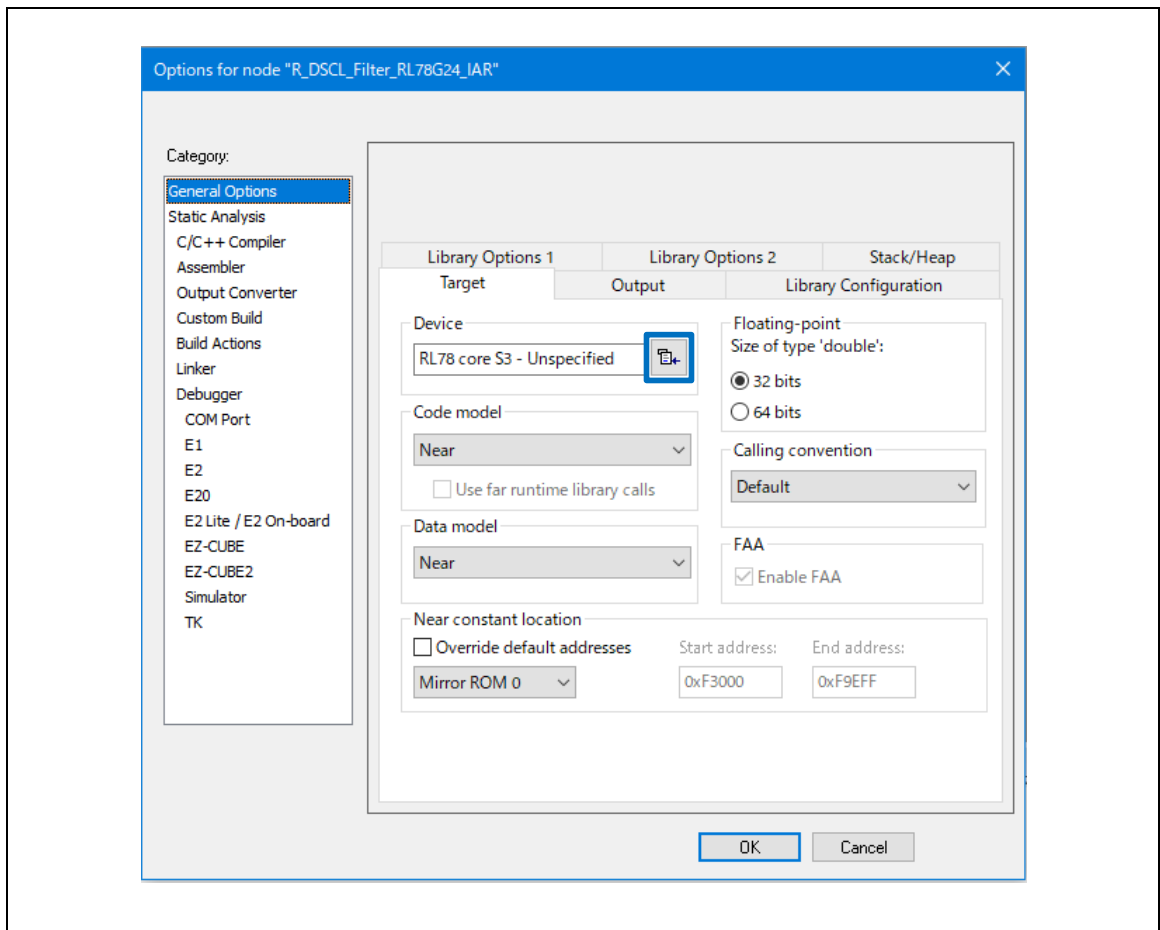 Options for node "R_DSCL_Filter_RL78G24_IAR"
Category:
General Options
Static Analysis
C/C++ Compiler
Assembler
Output Converter
Custom Build
Build Actions
Linker
Debugger
COM Port
E1
E2
E20
E2 Lite / E2 On-board
EZ-CUBE
EZ-CUBE2
Simulator
TK
Library Options 1 Library Options 2 Stack/Heap
Target Output Library Configuration
Device
RL78 core S3 - Unspecified
Code model
Near
Use far runtime library calls
Data model
Near
Floating-point
Size of type 'double':
32 bits
64 bits
Calling convention
Default
FAA
Enable FAA
Near constant location
Override default addresses Start address: End address:
Mirror ROM 0 0xF3000 0xF9EFF
OK Cancel